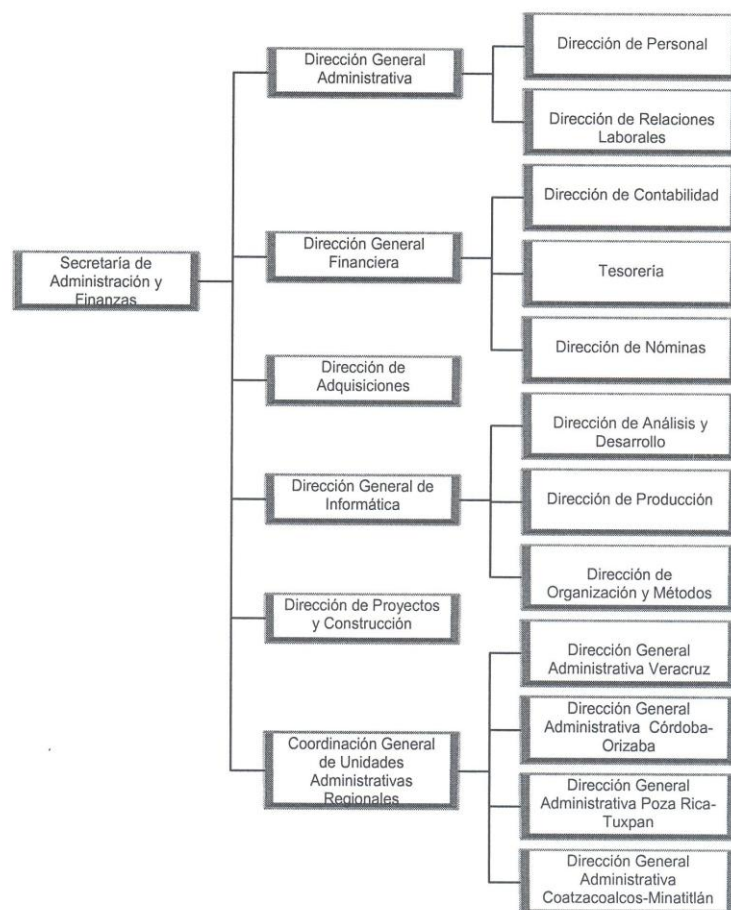 Secretaría de
Administración y
Finanzas
Dirección General
Administrativa
Dirección de Personal
Dirección de Relaciones
Laborales
Dirección General
Financiera
Dirección de Contabilidad
Tesorería
Dirección de Nóminas
Dirección de
Adquisiciones
Dirección General de
Informática
Dirección de Análisis y
Desarrollo
Dirección de Producción
Dirección de
Organización y Métodos
Dirección de Proyectos
y Construcción
Coordinación General
de Unidades
Administrativas
Regionales
Dirección General
Administrativa Veracruz
Dirección General
Administrativa Córdoba-
Orizaba
Dirección General
Administrativa Poza Rica-
Tuxpan
Dirección General
Administrativa
Coatzacoalcos-Minatitlán